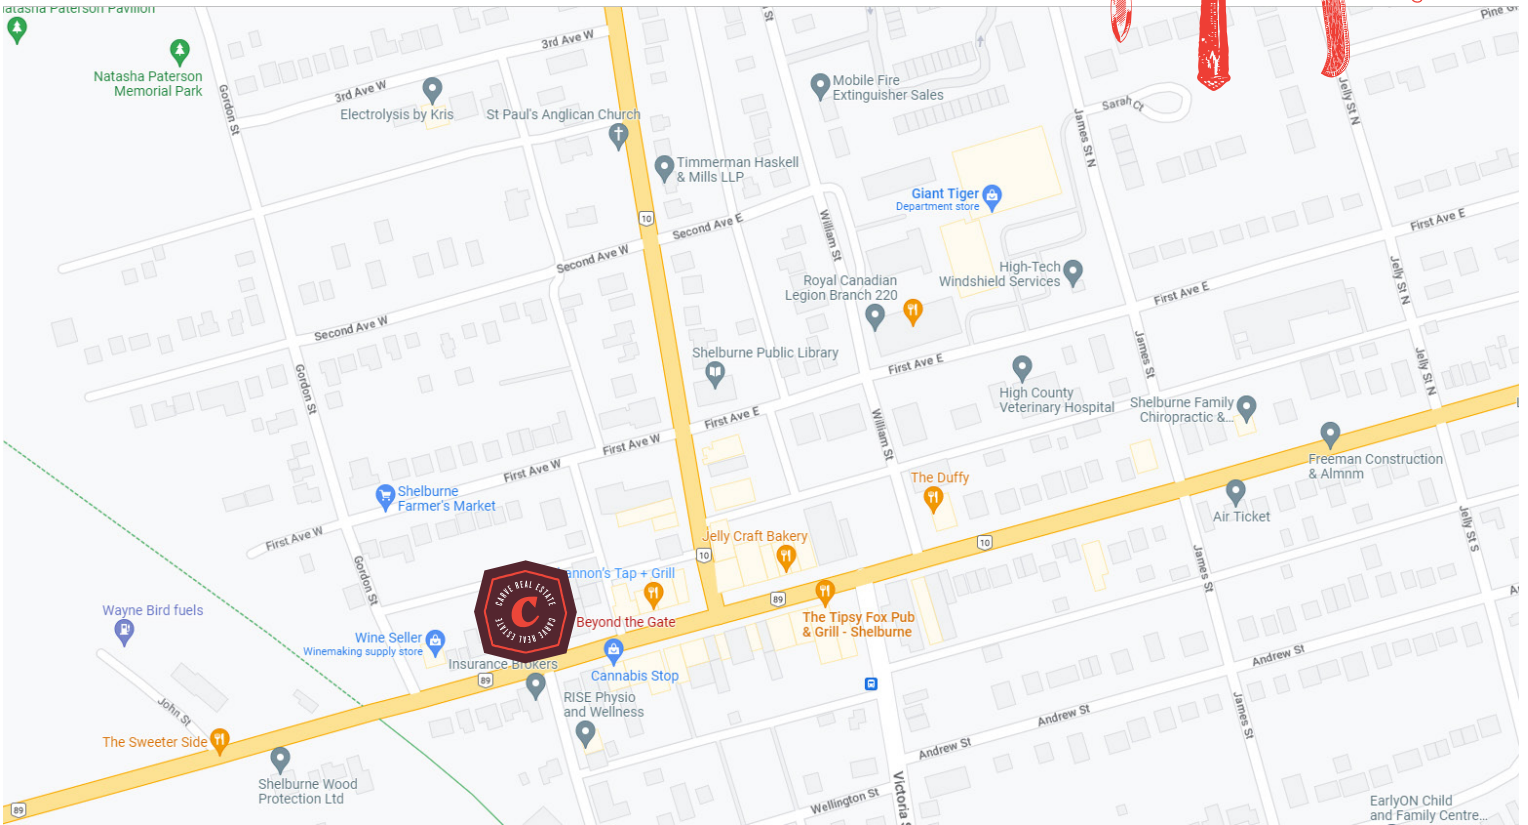 atasha Paterson Pavilion
Natasha Paterson
Memorial Park
Gordon St
3rd Ave W
3rd Ave W
Electrolysis by Kris
St Paul's Anglican Church
Timmerman Haskell
& Mills LLP
Mobile Fire
Extinguisher Sales
Sarah Ct
James St N
Jelly St N
10
Second Ave E
William St
Giant Tiger
Department store
First Ave E
Second Ave W
Second Ave W
Royal Canadian
Legion Branch 220
High-Tech
Windshield Services
First Ave E
Jelly St N
Shelburne Public Library
First Ave E
James St
Jelly St N
High County
Veterinary Hospital
Shelburne Family
Chiropractic &...
Gordon St
First Ave E
First Ave W
First Ave W
William St
Freeman Construction
& Almnm
Shelburne
Farmer's Market
The Duffy
Air Ticket
First Ave W
Jelly Craft Bakery
10
10
Jelly St S
Gordon St
annon's Tap + Grill
James St
89
CARVE REAL ESTATE
C
CARVE REAL ESTATE
Beyond the Gate
The Tipsy Fox Pub
& Grill - Shelburne
Wayne Bird fuels
Wine Seller
Winemaking supply store
Insurance Brokers
89
Cannabis Stop
RISE Physio
and Wellness
Andrew St
Andrew St
Andrew St
James St
John St
The Sweeter Side
Shelburne Wood
Protection Ltd
Wellington St
Victoria S
89
EarlyON Child
and Family Centre...